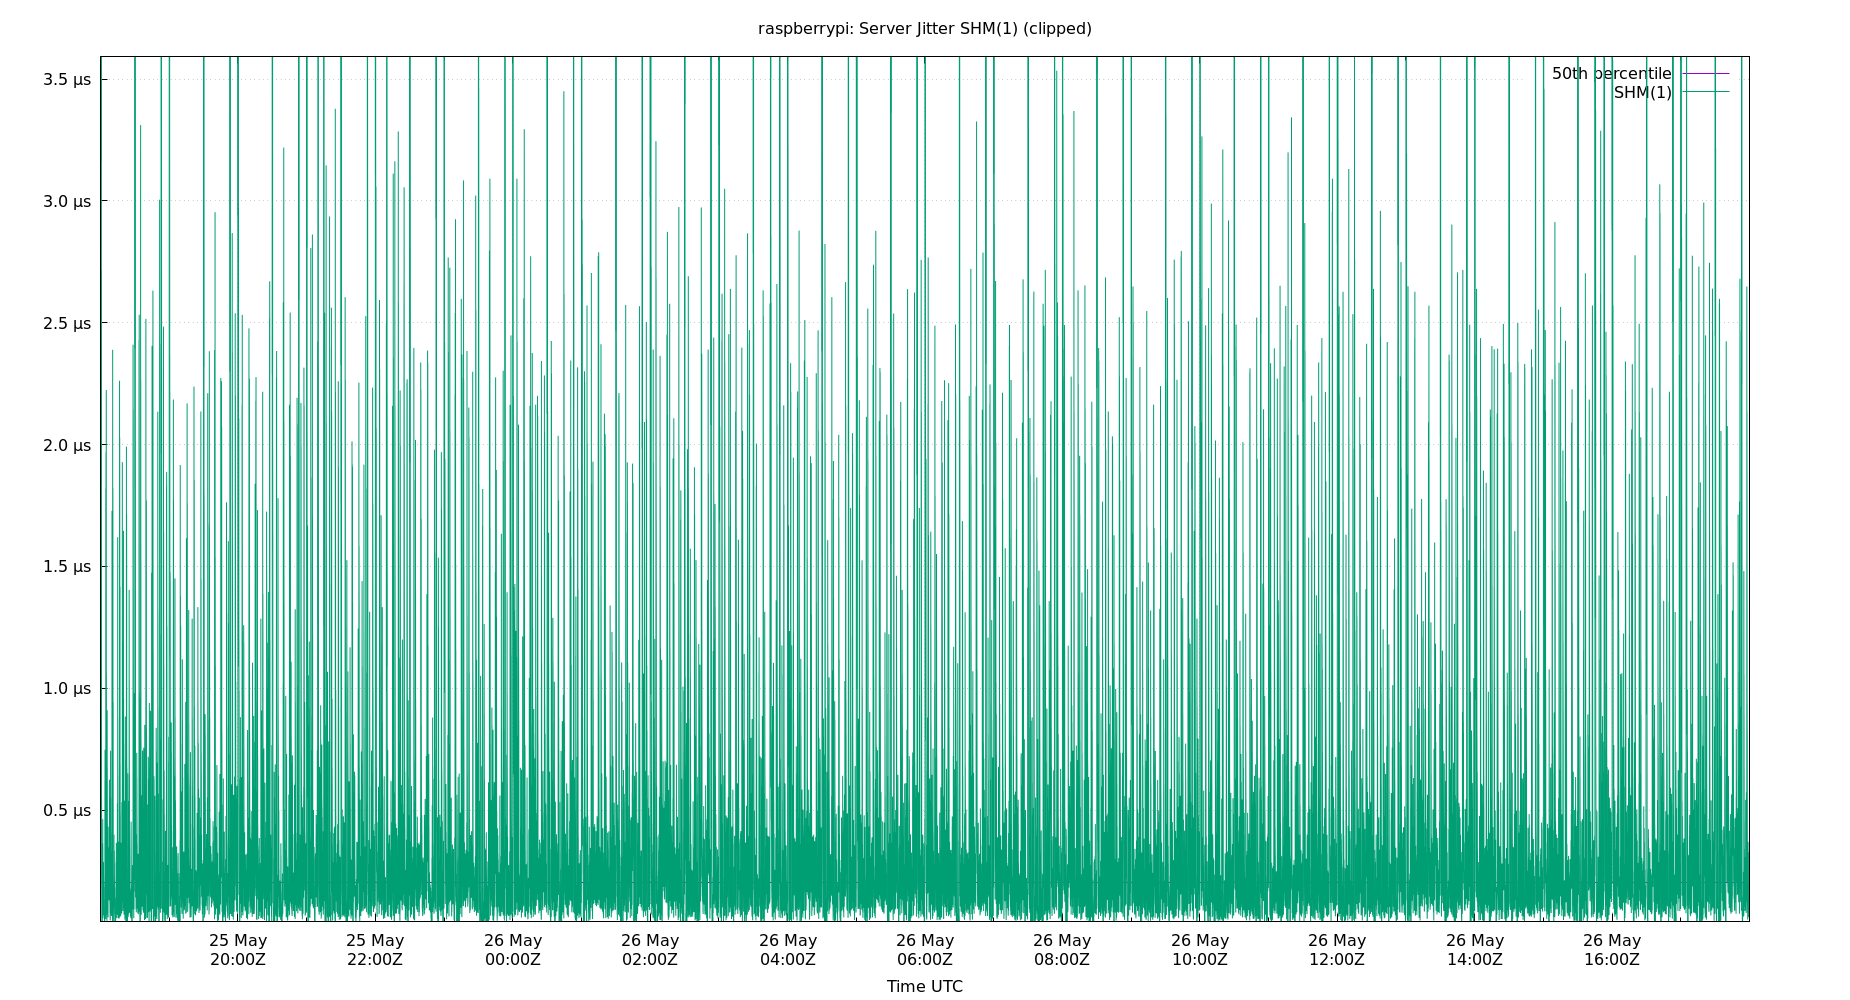 raspberrypi: Server Jitter SHM(1) (clipped)
50th percentile
SHM(1)
3.5 µs
3.0 µs
2.5 µs
2.0 µs
1.5 µs
1.0 µs
0.5 µs
25 May 25 May 26 May 26 May 26 May 26 May 26 May 26 May 26 May 26 May 26 May
20:00Z 22:00Z 00:00Z 02:00Z 04:00Z 06:00Z 08:00Z 10:00Z 12:00Z 14:00Z 16:00Z
Time UTC